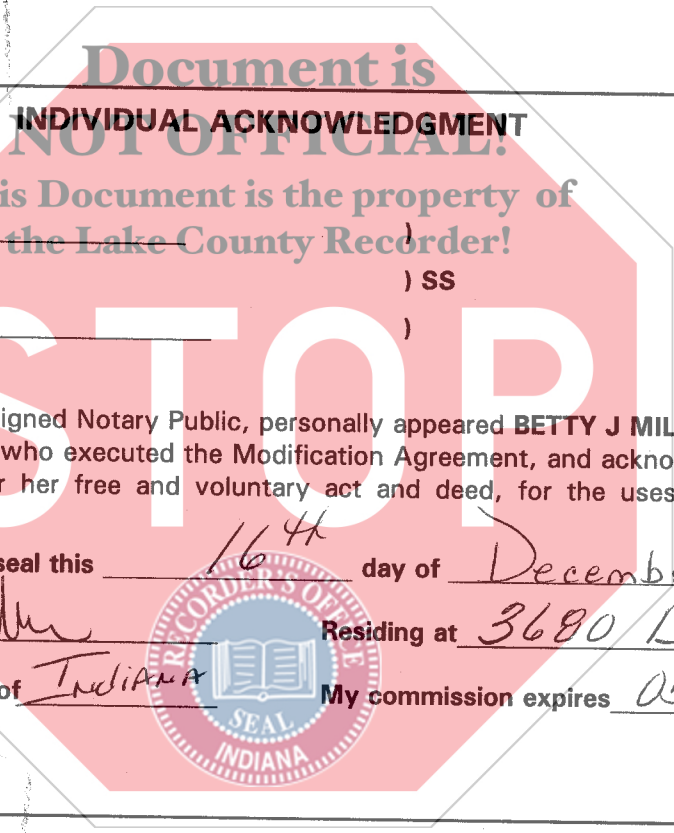 Document is
INDIVIDUAL ACKNOWLEDGMENT
NOT OFFICIAL!
is Document is the property of
the Lake County Recorder!
)
) SS
)
STOP
igned Notary Public, personally appeared BETTY J MIL
who executed the Modification Agreement, and ackno
r her free and voluntary act and deed, for the uses
seal this 16th day of Decemb
Residing at 3680
of Indiana My commission expires 05
RECORDER'S OFFICE
SEAL
INDIANA